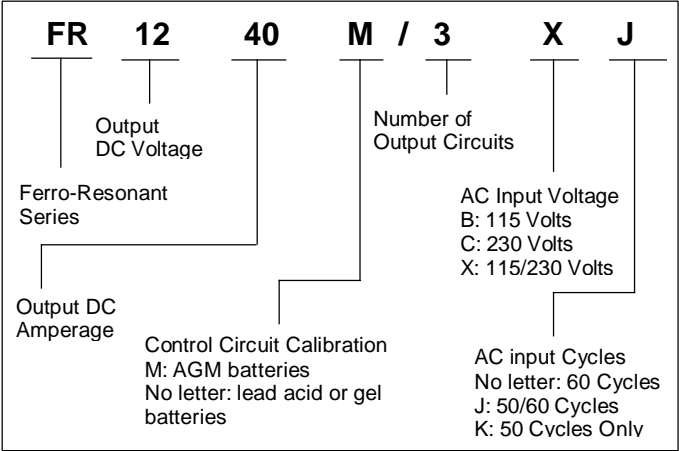 FR 12 40 M / 3 X J
Output
DC Voltage
Number of
Output Circuits
Ferro-Resonant
Series
AC Input Voltage
B: 115 Volts
C: 230 Volts
X: 115/230 Volts
Output DC
Amperage
Control Circuit Calibration
M: AGM batteries
No letter: lead acid or gel
batteries
AC input Cycles
No letter: 60 Cycles
J: 50/60 Cycles
K: 50 Cycles Only